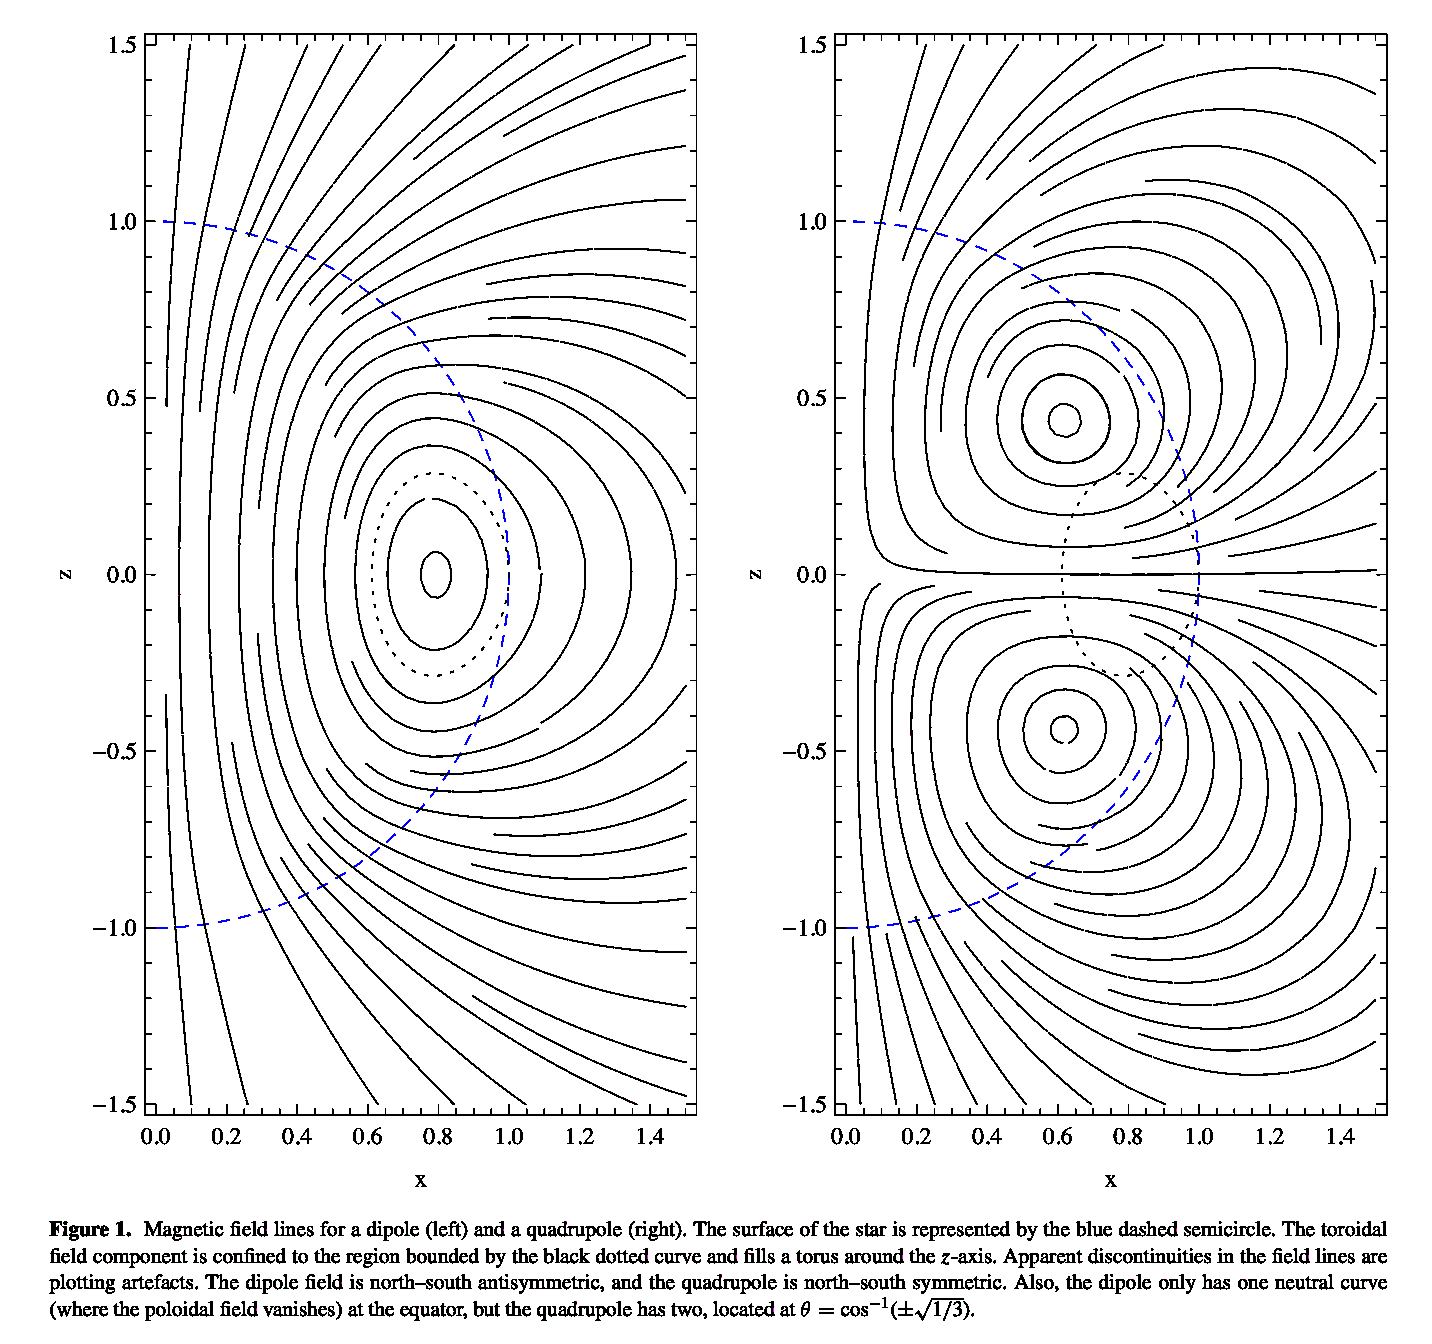 1.5
1.0
0.5
0.0
−0.5
−1.0
−1.5
z
0.0 0.2 0.4 0.6 0.8 1.0 1.2 1.4
x
1.5
1.0
0.5
0.0
−0.5
−1.0
−1.5
z
0.0 0.2 0.4 0.6 0.8 1.0 1.2 1.4
x
Figure 1. Magnetic field lines for a dipole (left) and a quadrupole (right). The surface of the star is represented by the blue dashed semicircle. The toroidal
field component is confined to the region bounded by the black dotted curve and fills a torus around the z-axis. Apparent discontinuities in the field lines are
plotting artefacts. The dipole field is north–south antisymmetric, and the quadrupole is north–south symmetric. Also, the dipole only has one neutral curve
(where the poloidal field vanishes) at the equator, but the quadrupole has two, located at θ = cos⁻¹(±√1/3).